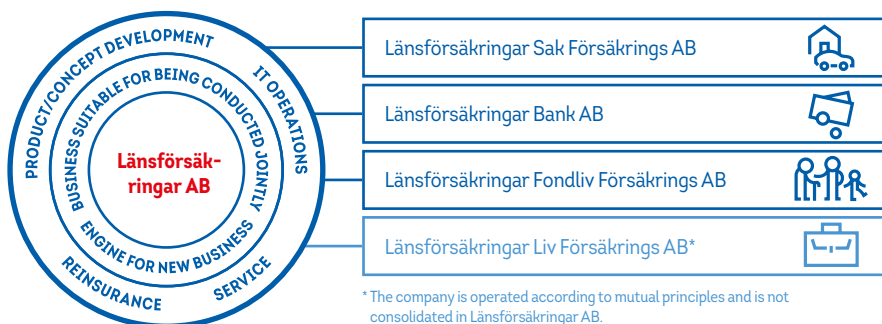 PRODUCT/CONCEPT DEVELOPMENT
IT OPERATIONS
BUSINESS SUITABLE FOR BEING CONDUCTED JOINTLY
Länsförsäk-
ringar AB
ENGINE FOR NEW BUSINESS
REINSURANCE
SERVICE
Länsförsäkringar Sak Försäkrings AB
Länsförsäkringar Bank AB
Länsförsäkringar Fondliv Försäkrings AB
Länsförsäkringar Liv Försäkrings AB*
* The company is operated according to mutual principles and is not
consolidated in Länsförsäkringar AB.